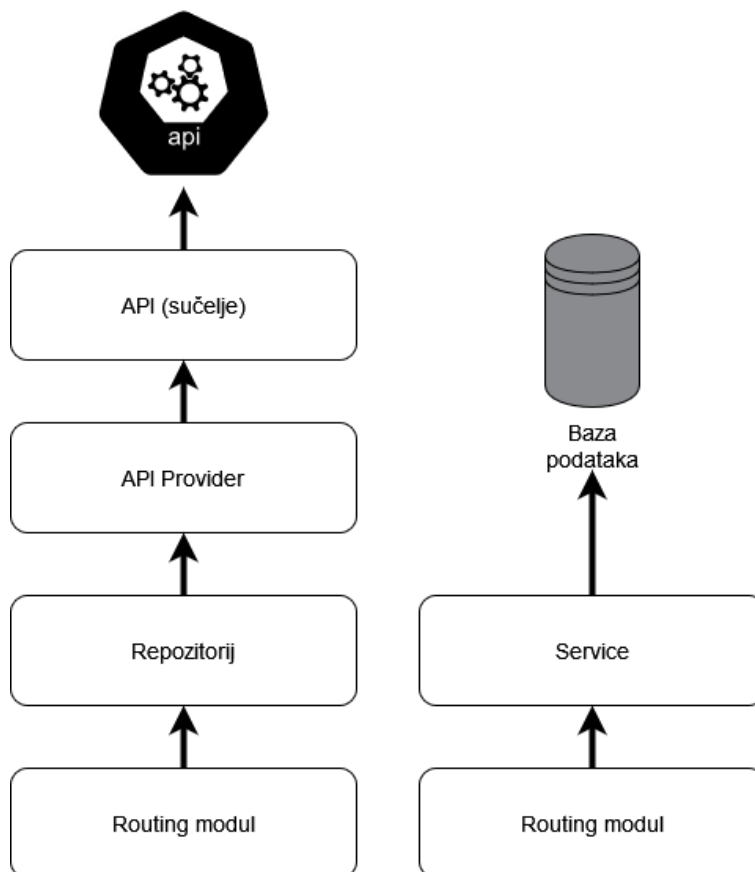 api
API (sučelje)
API Provider
Repozitorij
Routing modul
Baza
podataka
Service
Routing modul